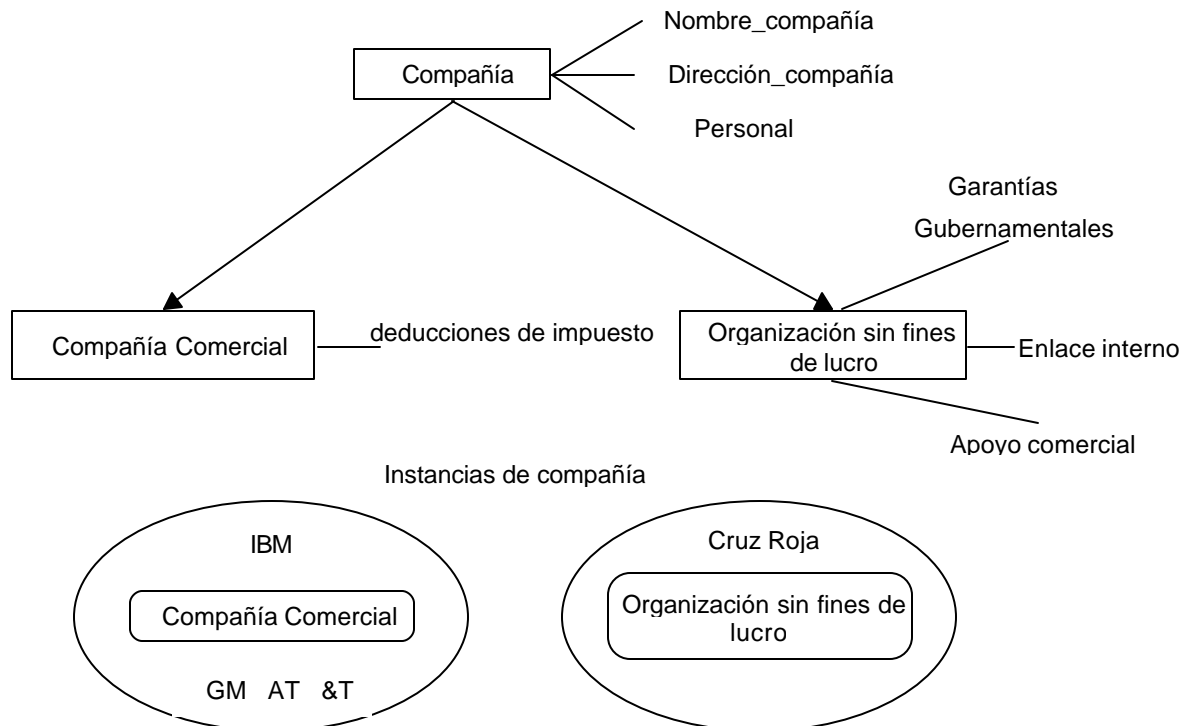 Nombre_compañía
Compañía
Dirección_compañía
Personal
Garantías
Gubernamentales
Compañía Comercial
deducciones de impuesto
Organización sin fines
de lucro
Enlace interno
Apoyo comercial
Instancias de compañía
IBM
Compañía Comercial
GM AT &T
Cruz Roja
Organización sin fines de
lucro